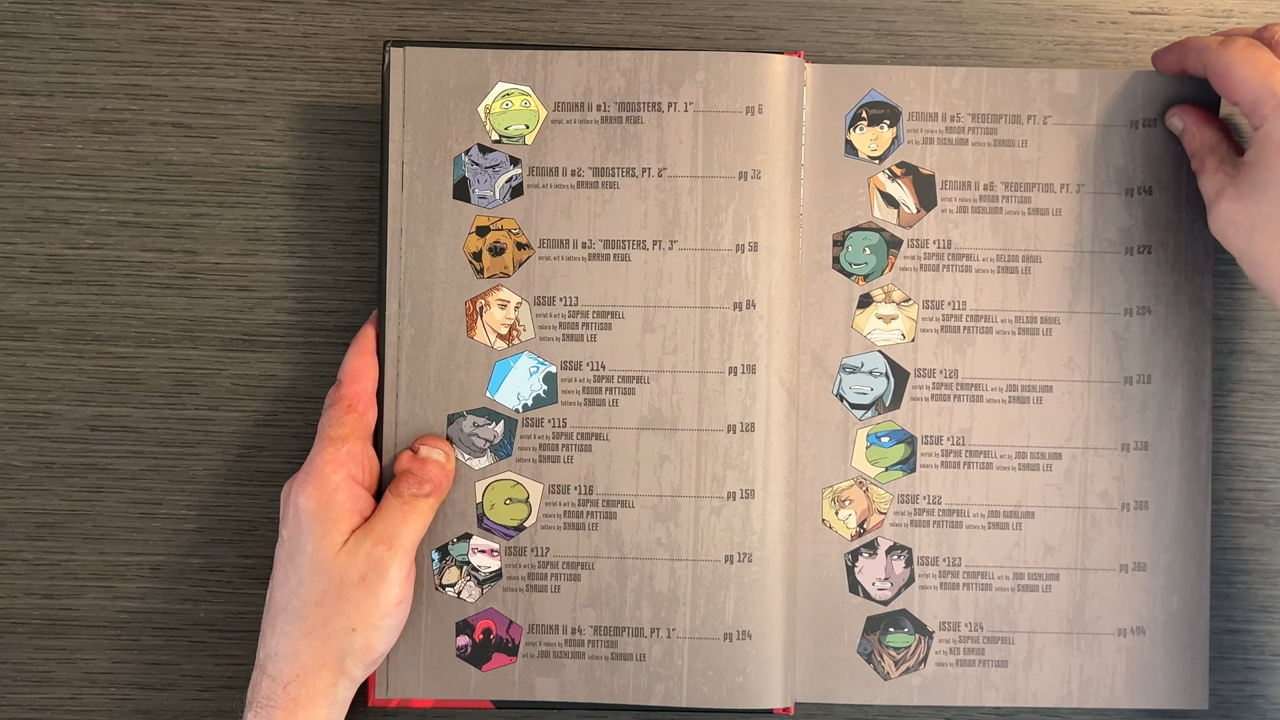 JENNIKA II #1: "MONSTERS, PT. 1" pg 6
script, art & letters by BRAHM REVEL
JENNIKA II #2: "MONSTERS, PT. 2" pg 32
script, art & letters by BRAHM REVEL
JENNIKA II #3: "MONSTERS, PT. 3" pg 58
script, art & letters by BRAHM REVEL
ISSUE #113 pg 84
script & art by SOPHIE CAMPBELL
colors by RONDA PATTISON
letters by SHAWN LEE
ISSUE #114 pg 106
script & art by SOPHIE CAMPBELL
colors by RONDA PATTISON
letters by SHAWN LEE
ISSUE #115 pg 128
script & art by SOPHIE CAMPBELL
colors by RONDA PATTISON
letters by SHAWN LEE
ISSUE #116 pg 150
script & art by SOPHIE CAMPBELL
colors by RONDA PATTISON
letters by SHAWN LEE
ISSUE #117 pg 172
script & art by SOPHIE CAMPBELL
colors by RONDA PATTISON
letters by SHAWN LEE
JENNIKA II #4: "REDEMPTION, PT. 1" pg 194
script & colors by RONDA PATTISON
art by JODI NISHIJIMA letters by SHAWN LEE
JENNIKA II #5: "REDEMPTION, PT. 2" pg 220
script & colors by RONDA PATTISON
art by JODI NISHIJIMA letters by SHAWN LEE
JENNIKA II #6: "REDEMPTION, PT. 3" pg 246
script & colors by RONDA PATTISON
art by JODI NISHIJIMA letters by SHAWN LEE
ISSUE #118 pg 272
script by SOPHIE CAMPBELL art by NELSON DÁNIEL
colors by RONDA PATTISON letters by SHAWN LEE
ISSUE #119 pg 294
script by SOPHIE CAMPBELL art by NELSON DÁNIEL
colors by RONDA PATTISON letters by SHAWN LEE
ISSUE #120 pg 316
script by SOPHIE CAMPBELL art by JODI NISHIJIMA
colors by RONDA PATTISON letters by SHAWN LEE
ISSUE #121 pg 338
script by SOPHIE CAMPBELL art by JODI NISHIJIMA
colors by RONDA PATTISON letters by SHAWN LEE
ISSUE #122 pg 360
script by SOPHIE CAMPBELL art by JODI NISHIJIMA
colors by RONDA PATTISON letters by SHAWN LEE
ISSUE #123 pg 382
script by SOPHIE CAMPBELL art by JODI NISHIJIMA
colors by RONDA PATTISON letters by SHAWN LEE
ISSUE #124 pg 404
script by SOPHIE CAMPBELL
art by KEN GARING
colors by RONDA PATTISON